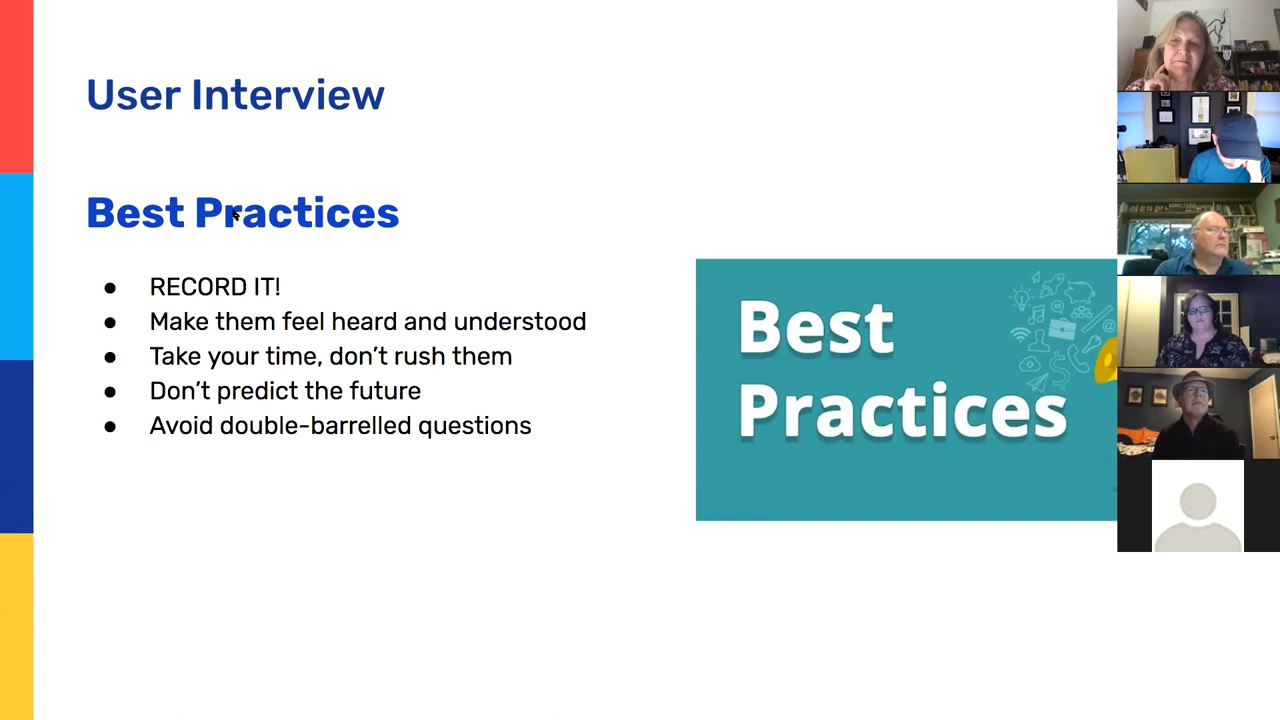 User Interview
Best Practices
● RECORD IT!
● Make them feel heard and understood
● Take your time, don’t rush them
● Don’t predict the future
● Avoid double-barrelled questions
Best
Practices